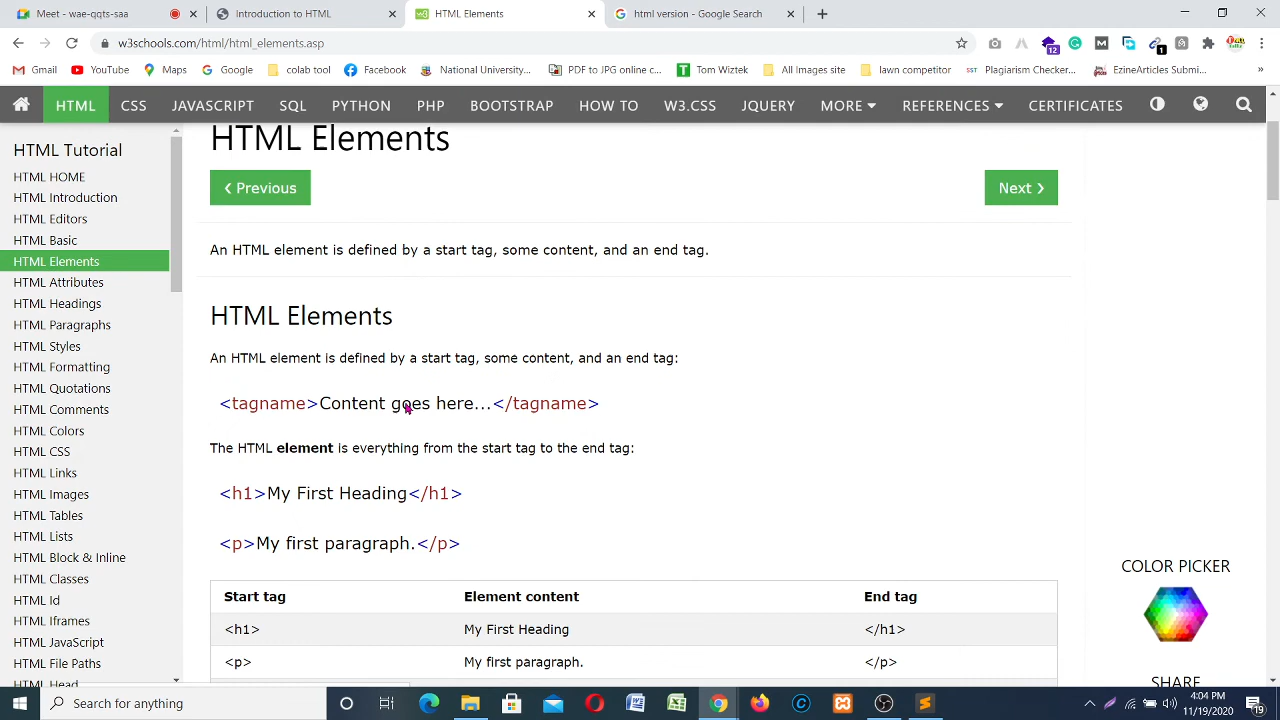 Meet - wae-qqts-saa
Introduction to HTML
HTML Elements
html version - Google Search
w3schools.com/html/html_elements.asp
12
1
Gmail
YouTube
Maps
Google
colab tool
Facebook
National University...
PDF to JPG online c...
Tom Wiztek
All Images site
lawn competitor
SST Plagiarism Checker...
EzineArticles Submi...
HTML
CSS
JAVASCRIPT
SQL
PYTHON
PHP
BOOTSTRAP
HOW TO
W3.CSS
JQUERY
MORE
REFERENCES
CERTIFICATES
HTML Tutorial
HTML HOME
HTML Introduction
HTML Editors
HTML Basic
HTML Elements
HTML Attributes
HTML Headings
HTML Paragraphs
HTML Styles
HTML Formatting
HTML Quotations
HTML Comments
HTML Colors
HTML CSS
HTML Links
HTML Images
HTML Tables
HTML Lists
HTML Block & Inline
HTML Classes
HTML Id
HTML Iframes
HTML JavaScript
HTML File Paths
HTML Head
HTML Elements
❮ Previous
Next ❯
An HTML element is defined by a start tag, some content, and an end tag.
HTML Elements
An HTML element is defined by a start tag, some content, and an end tag:
<tagname>Content goes here...</tagname>
The HTML element is everything from the start tag to the end tag:
<h1>My First Heading</h1>
<p>My first paragraph.</p>
Start tag Element content End tag
<h1> My First Heading </h1>
<p> My first paragraph. </p>
COLOR PICKER
SHARE
Type here to search
4:04 PM
11/19/2020
19